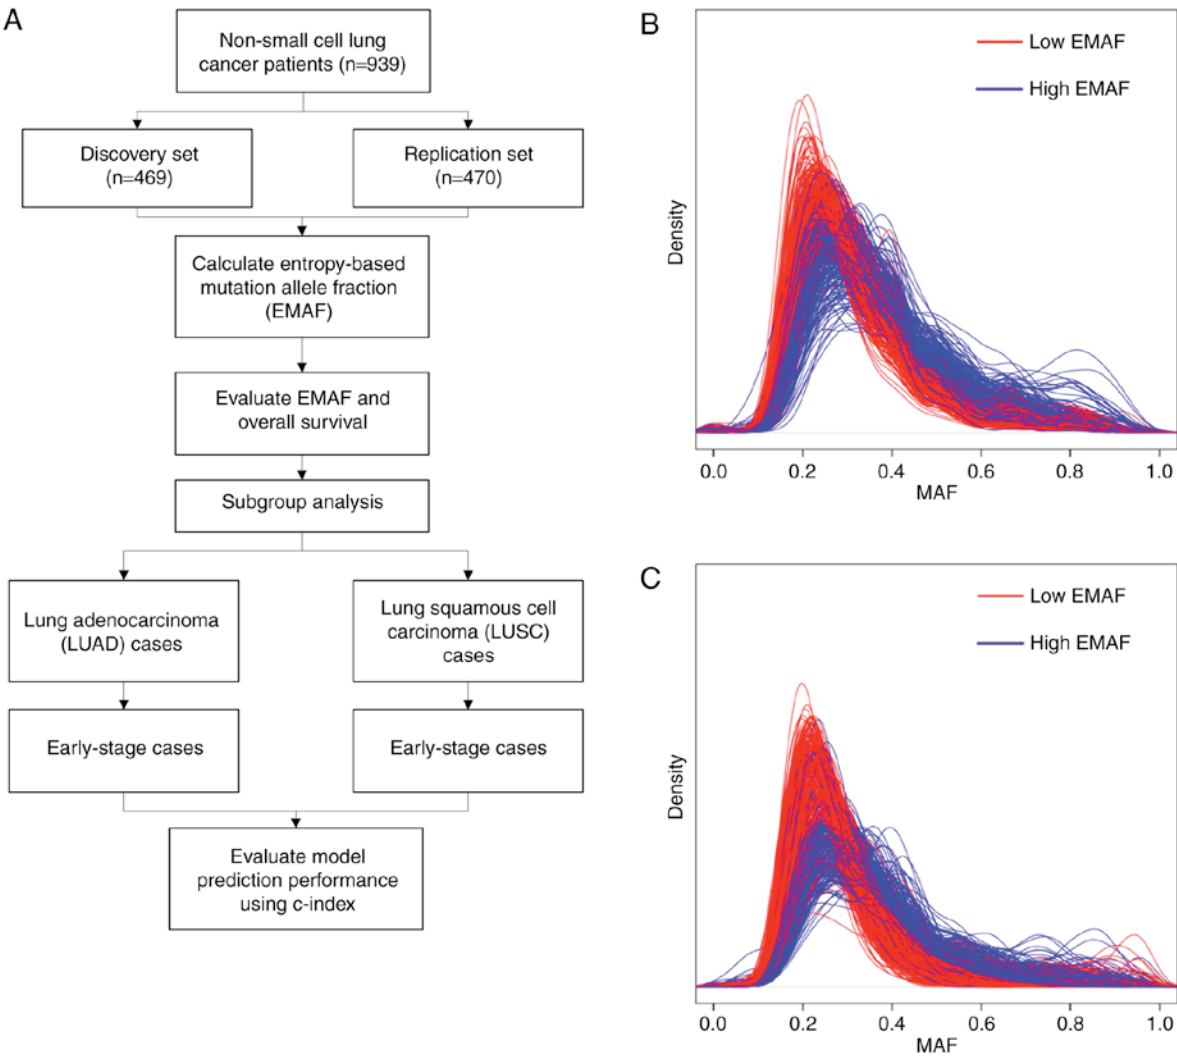 A
Non-small cell lung
cancer patients (n=939)
Discovery set
(n=469)
Replication set
(n=470)
Calculate entropy-based
mutation allele fraction
(EMAF)
Evaluate EMAF and
overall survival
Subgroup analysis
Lung adenocarcinoma
(LUAD) cases
Lung squamous cell
carcinoma (LUSC)
cases
Early-stage cases
Early-stage cases
Evaluate model
prediction performance
using c-index
B
Low EMAF
High EMAF
Density
0.0 0.2 0.4 0.6 0.8 1.0
MAF
C
Low EMAF
High EMAF
Density
0.0 0.2 0.4 0.6 0.8 1.0
MAF